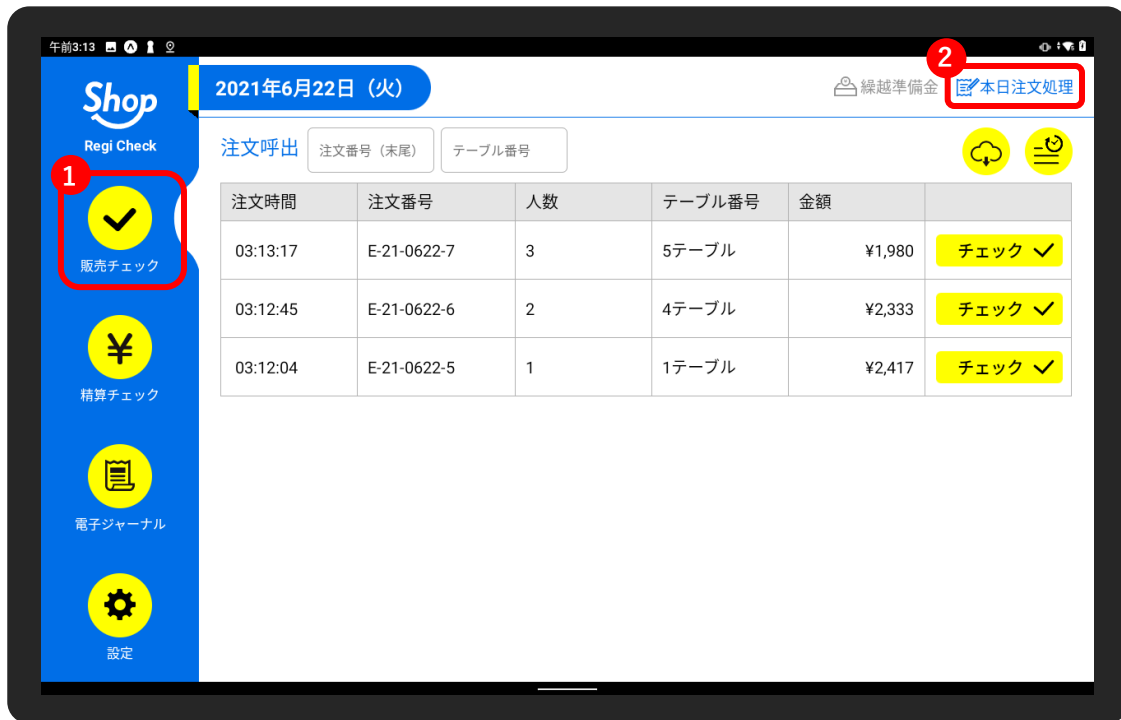 午前3:13
2
Shop
Regi Check
2021年6月22日（火）
繰越準備金
本日注文処理
注文呼出
注文番号（末尾）
テーブル番号
1
販売チェック
精算チェック
電子ジャーナル
設定
注文時間 注文番号 人数 テーブル番号 金額
03:13:17 E-21-0622-7 3 5テーブル ¥1,980 チェック
03:12:45 E-21-0622-6 2 4テーブル ¥2,333 チェック
03:12:04 E-21-0622-5 1 1テーブル ¥2,417 チェック